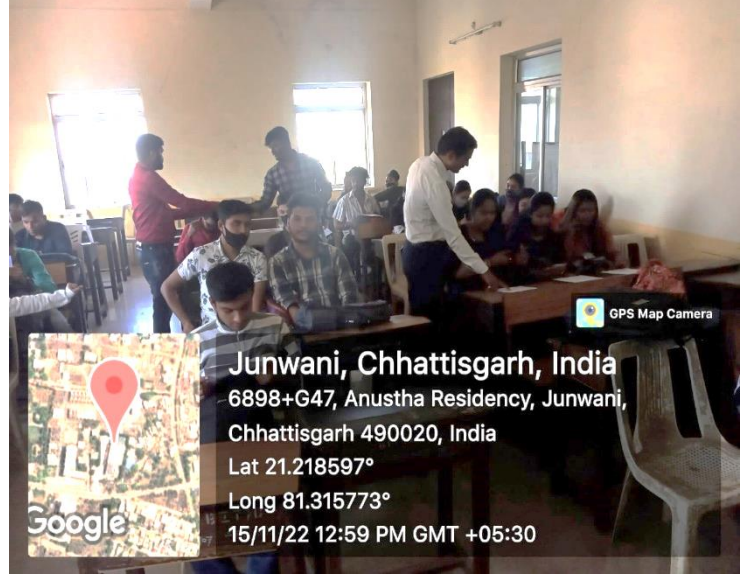 GPS Map Camera
Junwani, Chhattisgarh, India
6898+G47, Anustha Residency, Junwani,
Chhattisgarh 490020, India
Lat 21.218597°
Long 81.315773°
15/11/22 12:59 PM GMT +05:30
Google